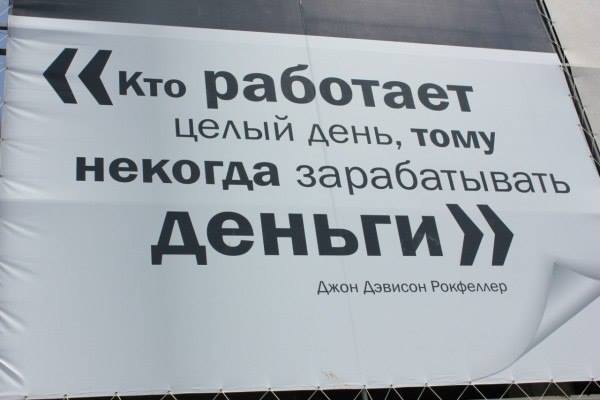 «Кто работает
целый день, тому
некогда зарабатывать
деньги»
Джон Дэвисон Рокфеллер